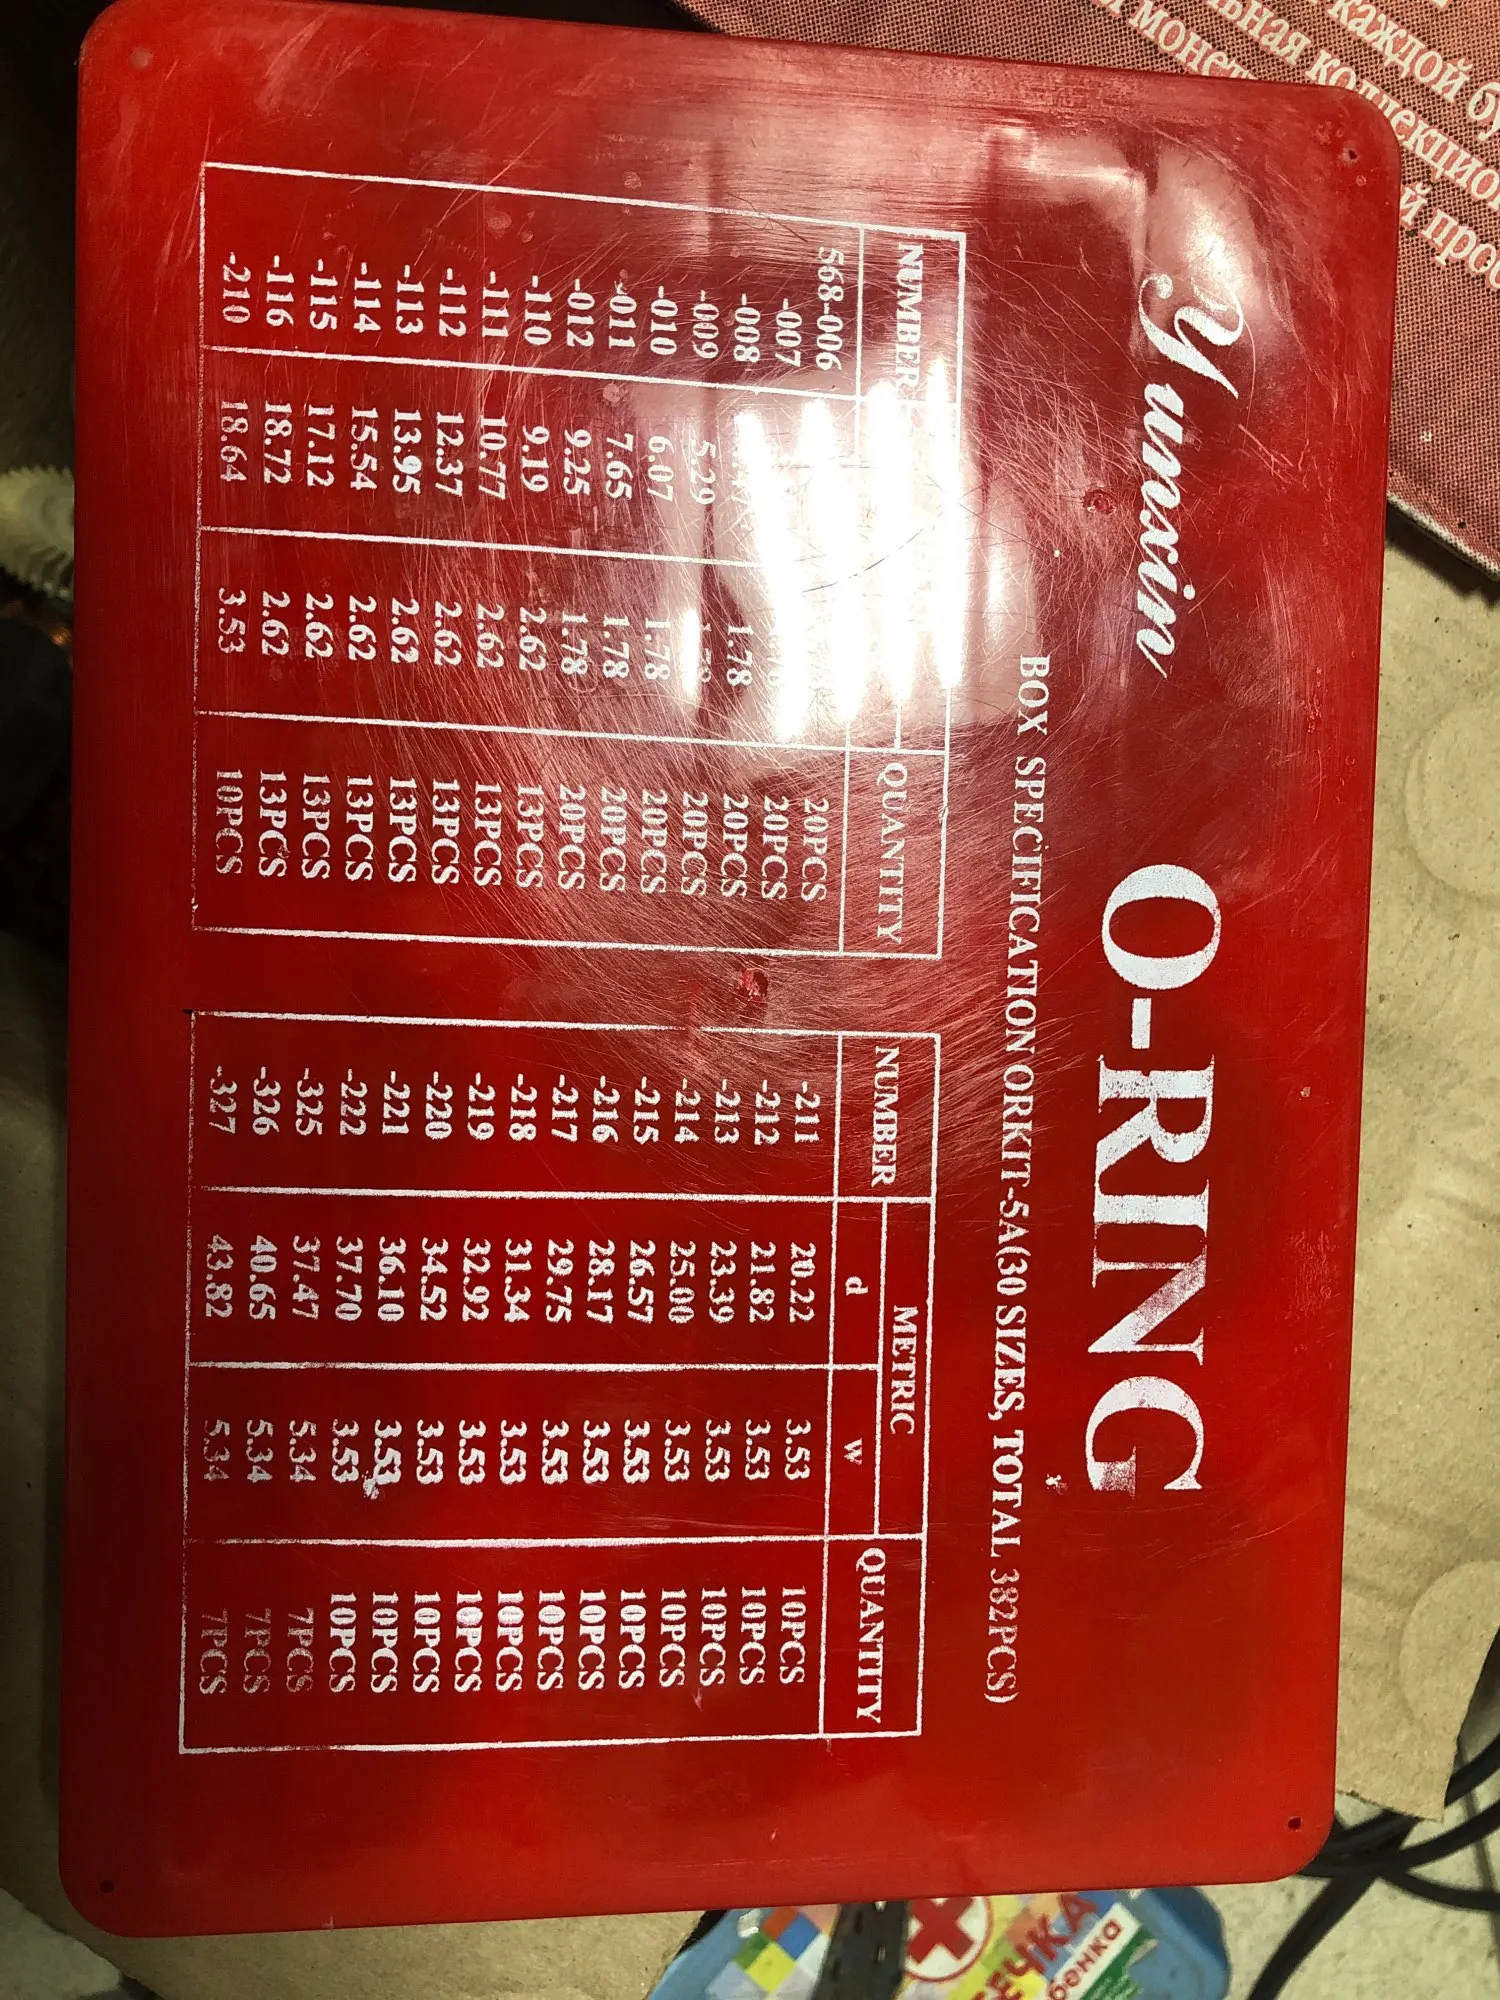 Yunxin O-RING
BOX SPECIFICATION ORKIT-5A(30 SIZES, TOTAL 382PCS)
NUMBER QUANTITY
568-006 20PCS
-007 20PCS
-008 1.78 20PCS
-009 5.29 20PCS
-010 6.07 1.78 20PCS
-011 7.65 1.78 20PCS
-012 9.25 1.78 20PCS
-110 9.19 2.62 13PCS
-111 10.77 2.62 13PCS
-112 12.37 2.62 13PCS
-113 13.95 2.62 13PCS
-114 15.54 2.62 13PCS
-115 17.12 2.62 13PCS
-116 18.72 2.62 13PCS
-210 18.64 3.53 10PCS
NUMBER METRIC QUANTITY
d w
-211 20.22 3.53 10PCS
-212 21.82 3.53 10PCS
-213 23.39 3.53 10PCS
-214 25.00 3.53 10PCS
-215 26.57 3.53 10PCS
-216 28.17 3.53 10PCS
-217 29.75 3.53 10PCS
-218 31.34 3.53 10PCS
-219 32.92 3.53 10PCS
-220 34.52 3.53 10PCS
-221 36.10 3.53 10PCS
-222 37.70 3.53 10PCS
-325 37.47 5.34 7PCS
-326 40.65 5.34 7PCS
-327 43.82 5.34 7PCS
каждой
коллекцион